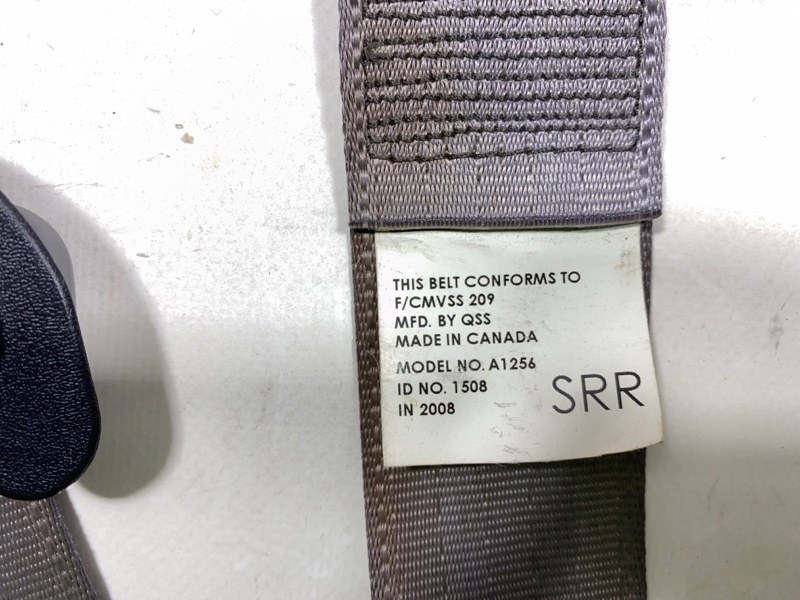 THIS BELT CONFORMS TO
F/CMVSS 209
MFD. BY QSS
MADE IN CANADA
MODEL NO. A1256
ID NO. 1508
IN 2008
SRR